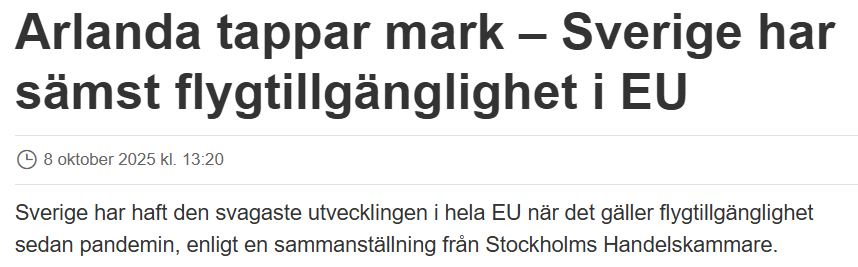 Arlanda tappar mark – Sverige har
sämst flygtillgänglighet i EU
8 oktober 2025 kl. 13:20
Sverige har haft den svagaste utvecklingen i hela EU när det gäller flygtillgänglighet
sedan pandemin, enligt en sammanställning från Stockholms Handelskammare.